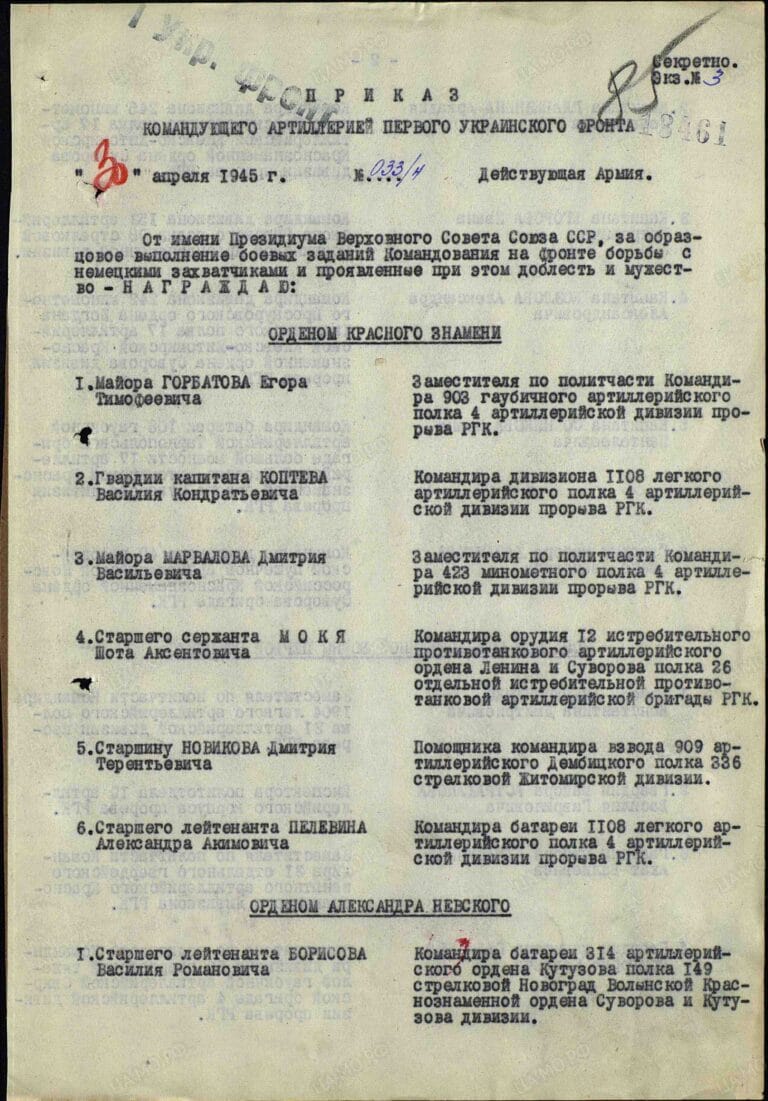 1 Укр. фронт
85
Секретно.
Экз.№ 3
18461
ПРИКАЗ
КОМАНДУЮЩЕГО АРТИЛЛЕРИЕЙ ПЕРВОГО УКРАИНСКОГО ФРОНТА
"30" апреля 1945 г. №.033/н Действующая Армия.
От имени Президиума Верховного Совета Союза ССР, за образ-
цовое выполнение боевых заданий Командования на фронте борьбы с
немецкими захватчиками и проявленные при этом доблесть и мужест-
во - НАГРАЖДАЮ:
ОРДЕНОМ КРАСНОГО ЗНАМЕНИ
1.Майора ГОРБАТОВА Егора
Тимофеевича
Заместителя по политчасти Команди-
ра 903 гаубичного артиллерийского
полка 4 артиллерийской дивизии про-
рыва РГК.
2.Гвардии капитана КОПТЕВА
Василия Кондратьевича
Командира дивизиона 1108 легкого
артиллерийского полка 4 артиллерий-
ской дивизии прорыва РГК.
3.Майора МАРВАЛОВА Дмитрия
Васильевича
Заместителя по политчасти Команди-
ра 423 минометного полка 4 артилле-
рийской дивизии прорыва РГК.
4.Старшего сержанта МОКЯ
Шота Аксентовича
Командира орудия 12 истребительного
противотанкового артиллерийского
ордена Ленина и Суворова полка 26
отдельной истребительной противо-
танковой артиллерийской бригады РГК.
5.Старшину НОВИКОВА Дмитрия
Терентьевича
Помощника командира взвода 909 ар-
тиллерийского Дембицкого полка 336
стрелковой Житомирской дивизии.
6.Старшего лейтенанта ПЕЛЕВИНА
Александра Акимовича
Командира батареи 1108 легкого ар-
тиллерийского полка 4 артиллерий-
ской дивизии прорыва РГК.
ОРДЕНОМ АЛЕКСАНДРА НЕВСКОГО
1.Старшего лейтенанта БОРИСОВА
Василия Романовича
Командира батареи 314 артиллерий-
ского ордена Кутузова полка 149
стрелковой Новоград Волынской Крас-
нознаменной ордена Суворова и Куту-
зова дивизии.